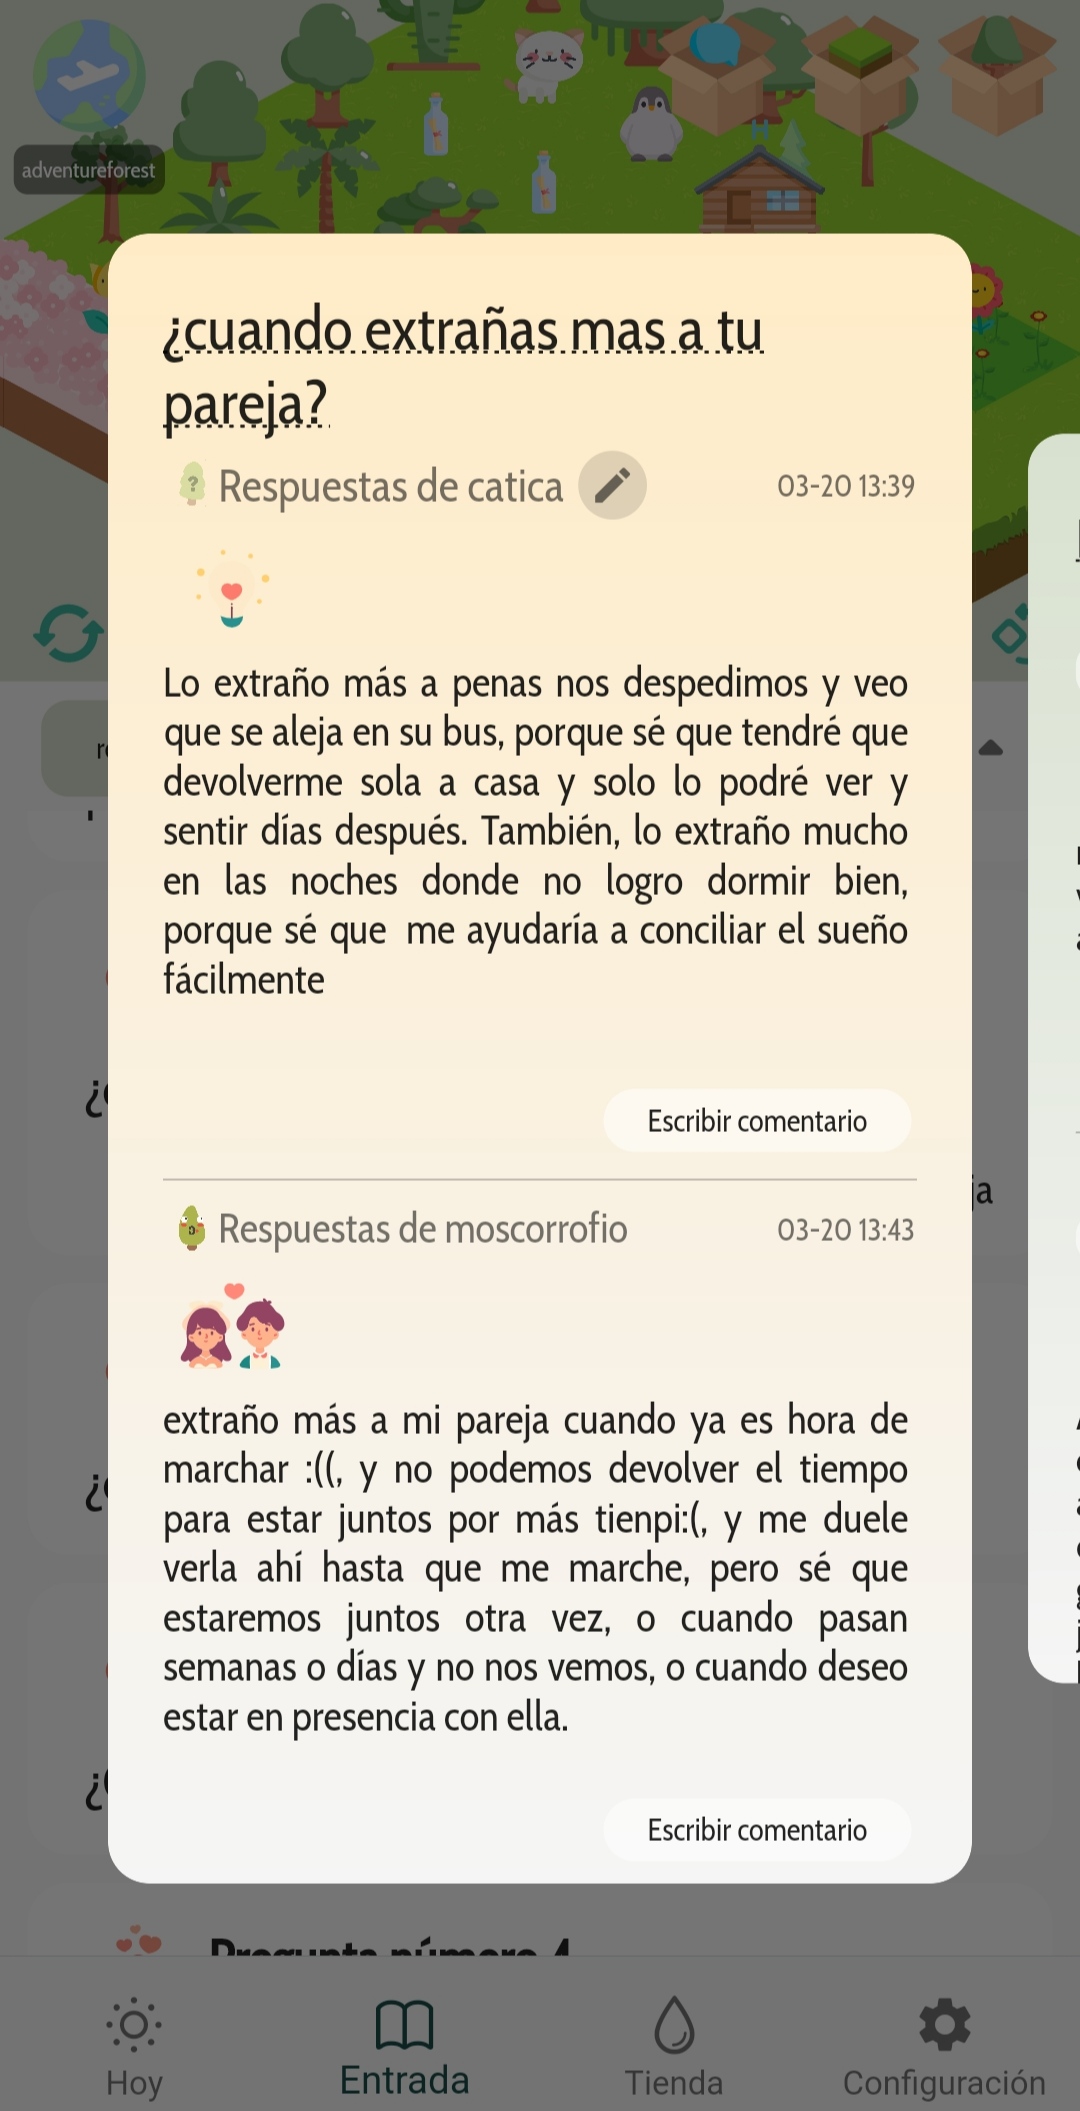 adventureforest
¿cuando extrañas mas a tu
pareja?
Respuestas de catica
03-20 13:39
Lo extraño más a penas nos despedimos y veo
que se aleja en su bus, porque sé que tendré que
devolverme sola a casa y solo lo podré ver y
sentir días después. También, lo extraño mucho
en las noches donde no logro dormir bien,
porque sé que  me ayudaría a conciliar el sueño
fácilmente
Escribir comentario
Respuestas de moscorrofio
03-20 13:43
extraño más a mi pareja cuando ya es hora de
marchar :((, y no podemos devolver el tiempo
para estar juntos por más tienpi:(, y me duele
verla ahí hasta que me marche, pero sé que
estaremos juntos otra vez, o cuando pasan
semanas o días y no nos vemos, o cuando deseo
estar en presencia con ella.
Escribir comentario
Pregunta número 4
Hoy
Entrada
Tienda
Configuración